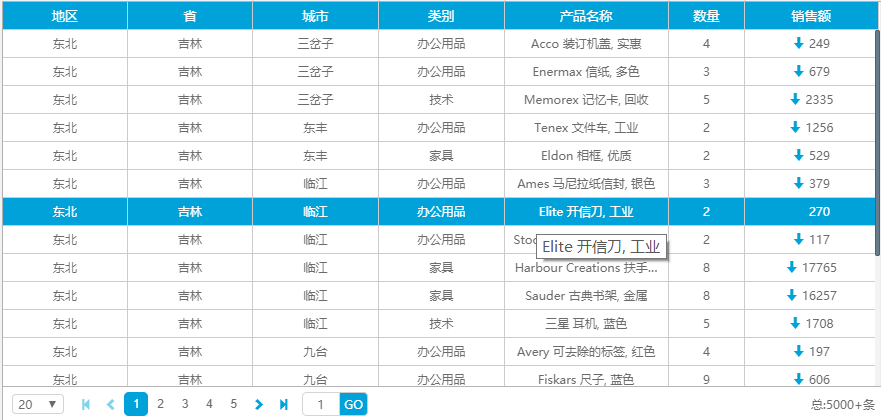 地区 省 城市 类别 产品名称 数量 销售额
东北 吉林 三岔子 办公用品 Acco 装订机盖, 实惠 4 249
东北 吉林 三岔子 办公用品 Enermax 信纸, 多色 3 679
东北 吉林 三岔子 技术 Memorex 记忆卡, 回收 5 2335
东北 吉林 东丰 办公用品 Tenex 文件车, 工业 2 1256
东北 吉林 东丰 家具 Eldon 相框, 优质 2 529
东北 吉林 临江 办公用品 Ames 马尼拉纸信封, 银色 3 379
东北 吉林 临江 办公用品 Elite 开信刀, 工业 2 270
东北 吉林 临江 办公用品 2 117
Elite 开信刀, 工业
东北 吉林 临江 家具 Harbour Creations 扶手... 8 17765
东北 吉林 临江 家具 Sauder 古典书架, 金属 8 16257
东北 吉林 临江 技术 三星 耳机, 蓝色 5 1708
东北 吉林 九台 办公用品 Avery 可去除的标签, 红色 4 197
东北 吉林 九台 办公用品 Fiskars 尺子, 蓝色 9 606
20 1 2 3 4 5 1 GO 总:5000+条